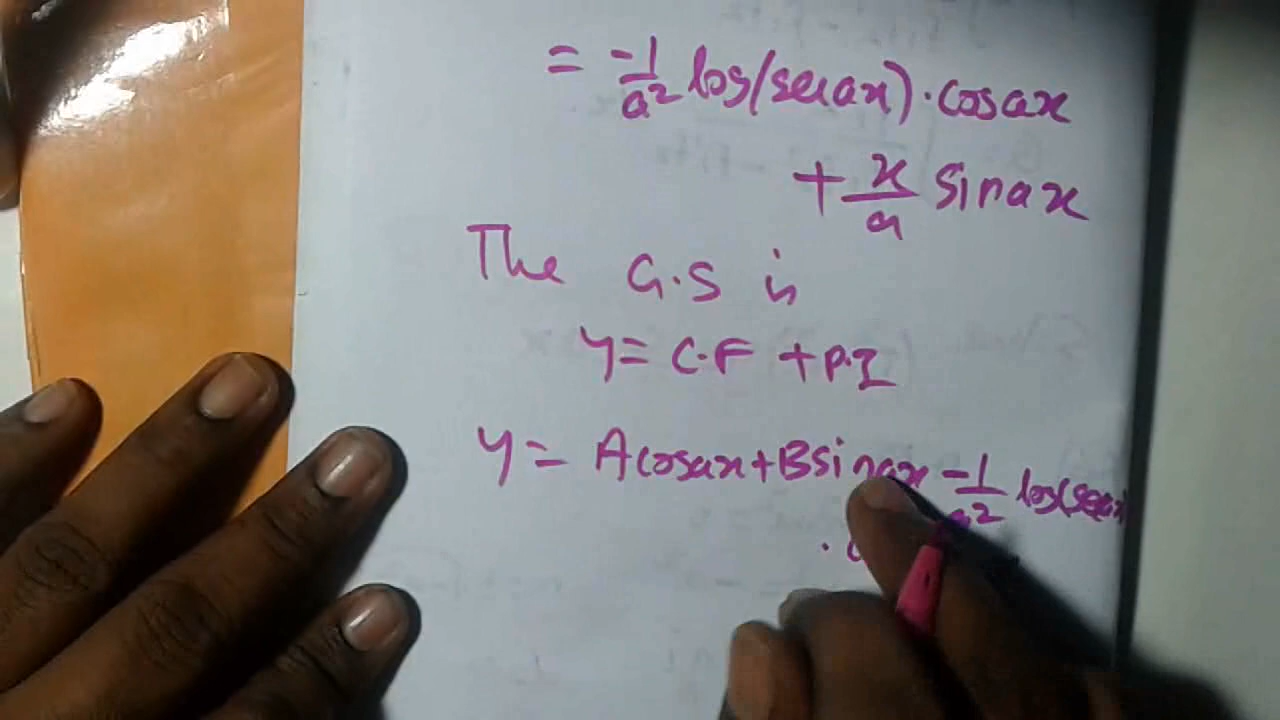 = -1/a² log(secax) · cosax
+ x/a sinax
The G.S is
y = C.F + P.I
y = Acosax + Bsinax -1/a² log(secax)
·